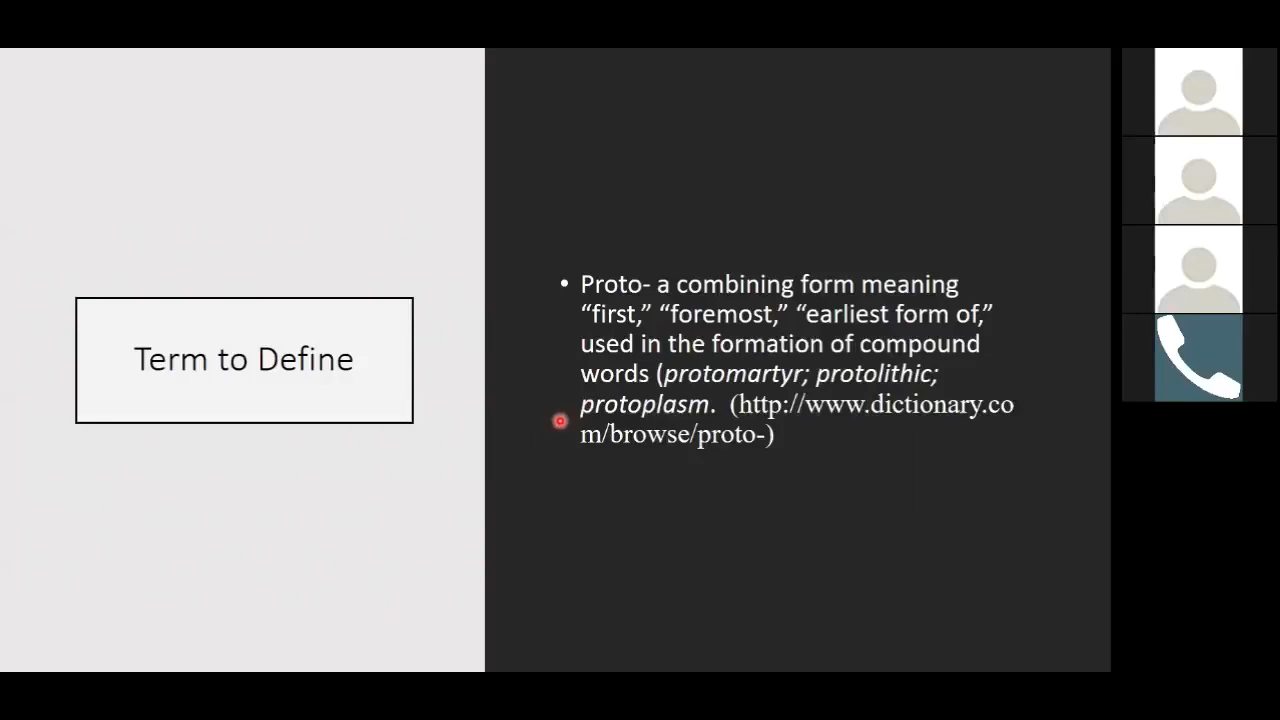 Term to Define
• Proto- a combining form meaning
“first,” “foremost,” “earliest form of,”
used in the formation of compound
words (protomartyr; protolithic;
protoplasm.  (http://www.dictionary.co
m/browse/proto-)